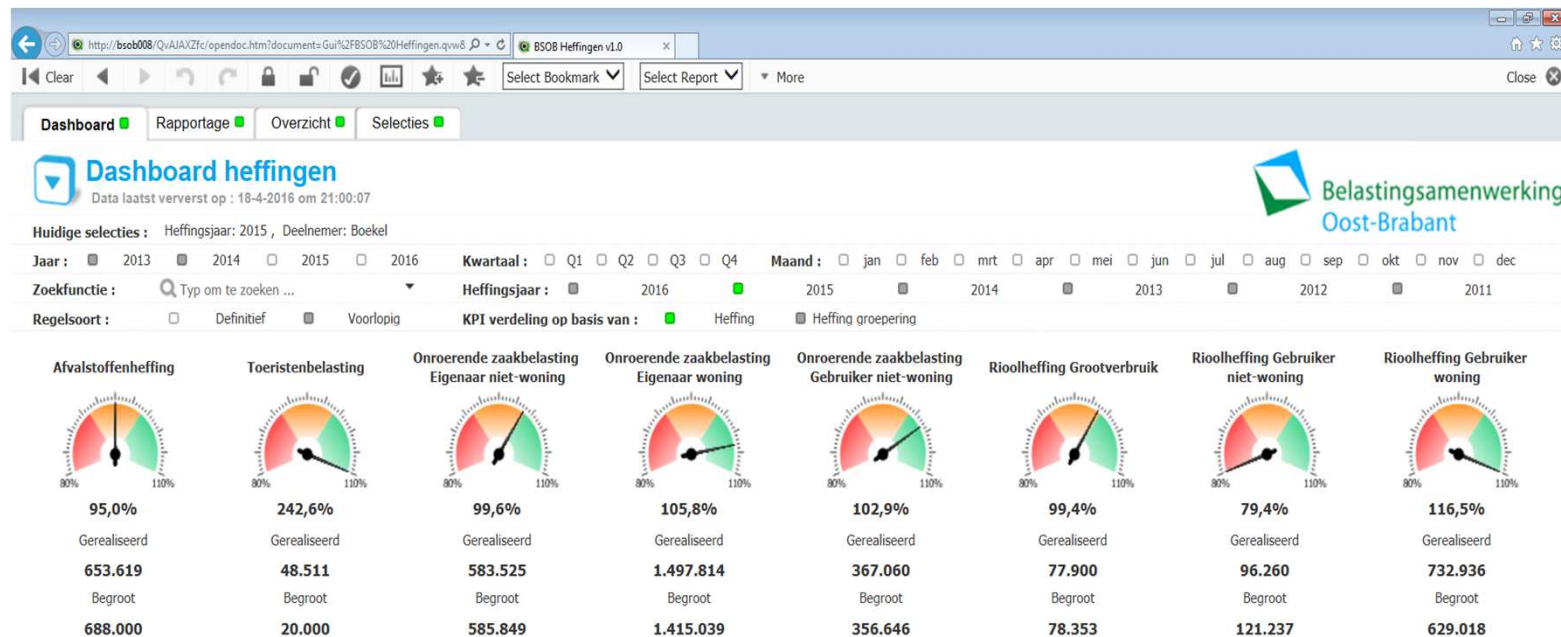 http://bsob008/QvAJAXZfc/opendoc.htm?document=Gui%2FBSOB%20Heffingen.qvw8 BSOB Heffingen v1.0
Clear Select Bookmark Select Report More Close
Dashboard Rapportage Overzicht Selecties
Dashboard heffingen
Data laatst ververst op : 18-4-2016 om 21:00:07
Belastingsamenwerking
Oost-Brabant
Huidige selecties : Heffingsjaar: 2015 , Deelnemer: Boekel
Jaar : 2013 2014 2015 2016 Kwartaal : Q1 Q2 Q3 Q4 Maand : jan feb mrt apr mei jun jul aug sep okt nov dec
Zoekfunctie : Typ om te zoeken ... Heffingsjaar : 2016 2015 2014 2013 2012 2011
Regelsoort : Definitief Voorlopig KPI verdeling op basis van : Heffing Heffing groepering
Afvalstoffenheffing Toeristenbelasting Onroerende zaakbelasting Eigenaar niet-woning Onroerende zaakbelasting Eigenaar woning Onroerende zaakbelasting Gebruiker niet-woning Rioolheffing Grootverbruik Rioolheffing Gebruiker niet-woning Rioolheffing Gebruiker woning
80% 110% 80% 110% 80% 110% 80% 110% 80% 110% 80% 110% 80% 110% 80% 110%
95,0% 242,6% 99,6% 105,8% 102,9% 99,4% 79,4% 116,5%
Gerealiseerd Gerealiseerd Gerealiseerd Gerealiseerd Gerealiseerd Gerealiseerd Gerealiseerd Gerealiseerd
653.619 48.511 583.525 1.497.814 367.060 77.900 96.260 732.936
Begroot Begroot Begroot Begroot Begroot Begroot Begroot Begroot
688.000 20.000 585.849 1.415.039 356.646 78.353 121.237 629.018